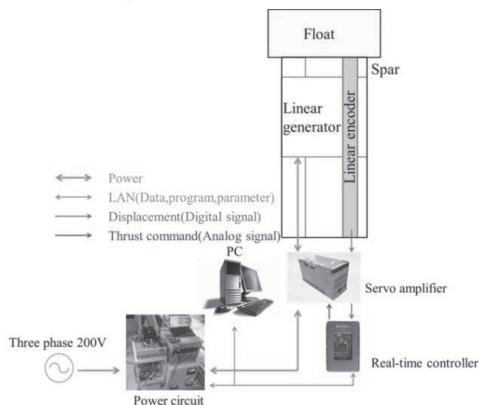 Float
Spar
Linear
generator
Linear encoder
Power
LAN(Data,program,parameter)
Displacement(Digital signal)
Thrust command(Analog signal)
PC
Servo amplifier
Three phase 200V
Real-time controller
Power circuit